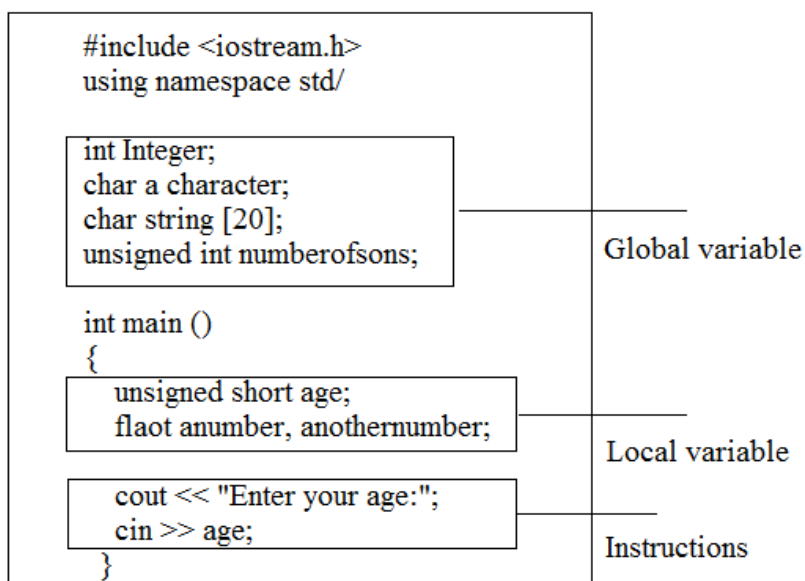 #include <iostream.h>
using namespace std/
int Integer;
char a character;
char string [20];
unsigned int numberofsons;
Global variable
int main ()
{
unsigned short age;
flaot anumber, anothernumber;
Local variable
cout << "Enter your age:";
cin >> age;
Instructions
}